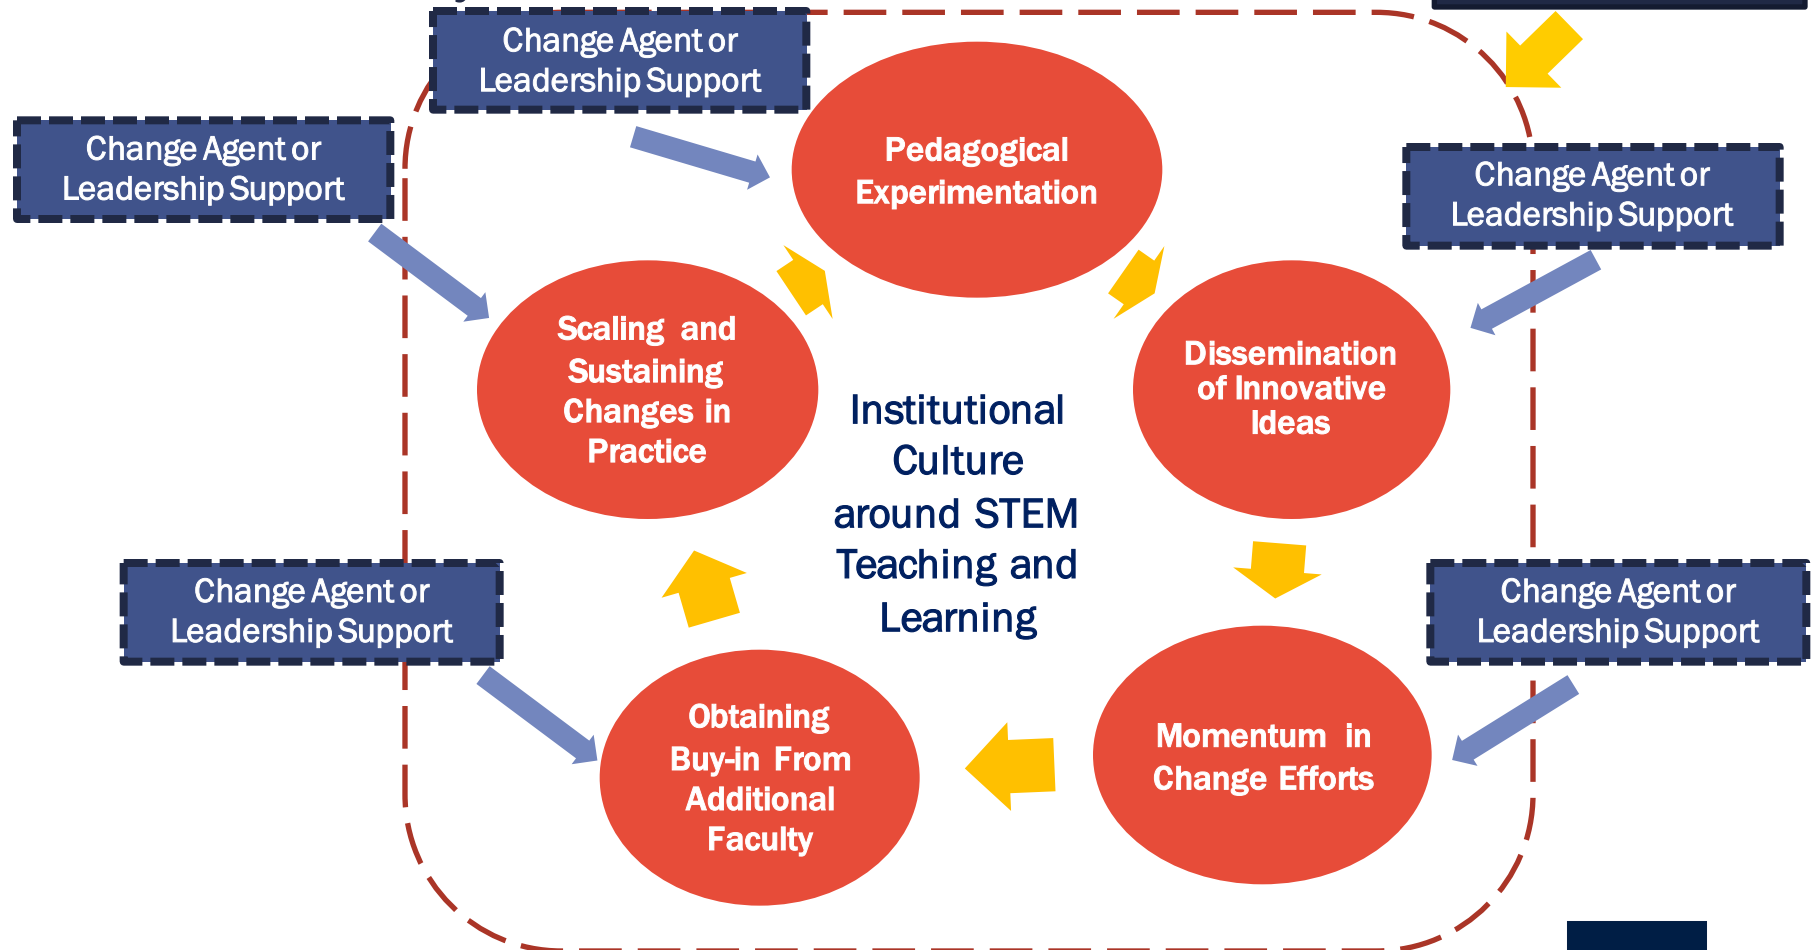 Change Agent or
Leadership Support
Change Agent or
Leadership Support
Pedagogical
Experimentation
Change Agent or
Leadership Support
Scaling and
Sustaining
Changes in
Practice
Dissemination
of Innovative
Ideas
Institutional
Culture
around STEM
Teaching and
Learning
Change Agent or
Leadership Support
Change Agent or
Leadership Support
Obtaining
Buy-in From
Additional
Faculty
Momentum in
Change Efforts